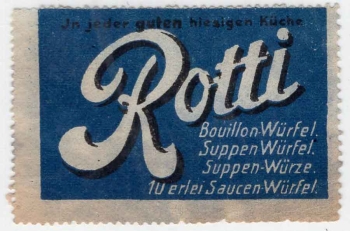 In jeder guten hiesigen Küche
Rotti
Bouillon-Würfel.
Suppen Würfel.
Suppen-Würze.
10 erlei Saucen-Würfel.